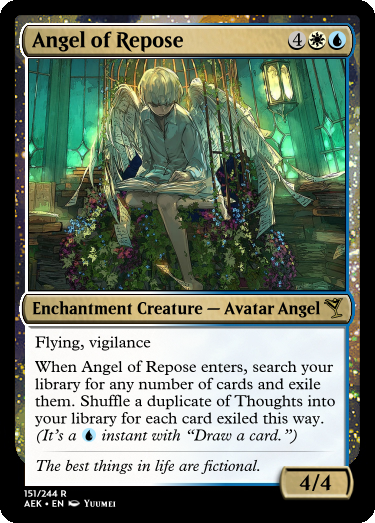 Angel of Repose 4
Enchantment Creature — Avatar Angel
Flying, vigilance
When Angel of Repose enters, search your
library for any number of cards and exile
them. Shuffle a duplicate of Thoughts into
your library for each card exiled this way.
(It's a instant with “Draw a card.”)
The best things in life are fictional.
4/4
151/244 R
AEK • EN Yuumei